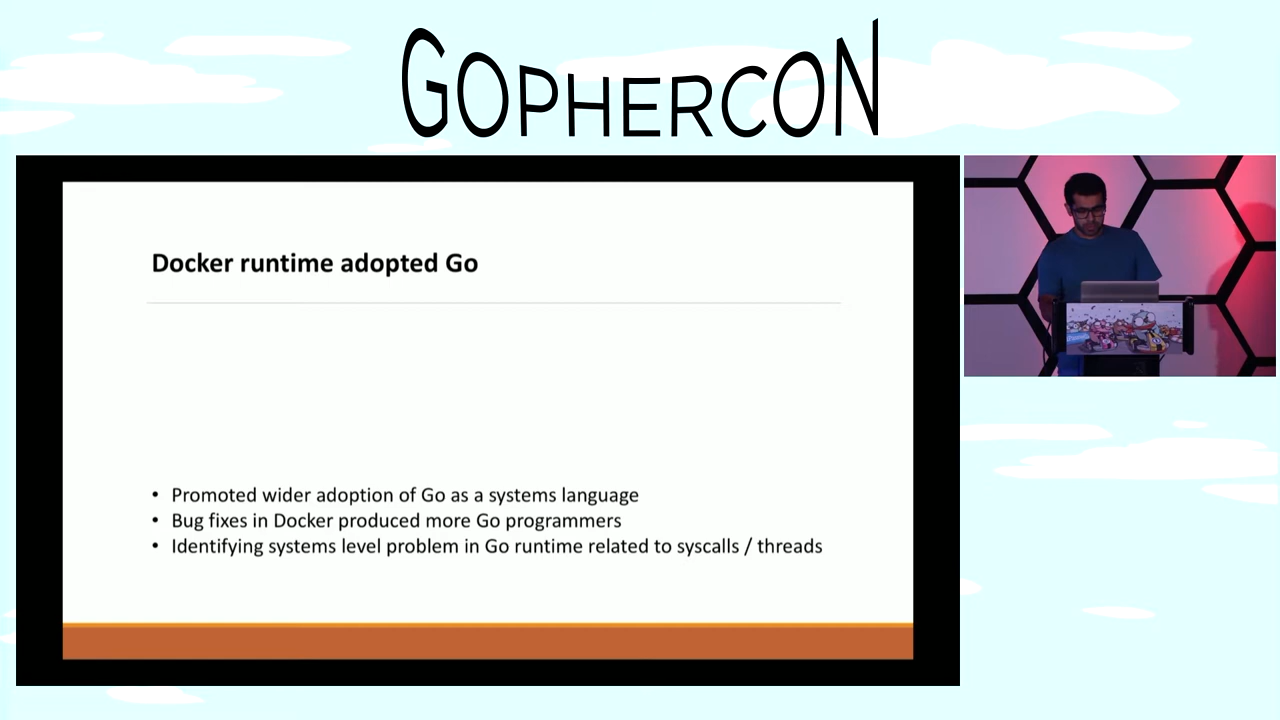 GOPHERCON
Docker runtime adopted Go
• Promoted wider adoption of Go as a systems language
• Bug fixes in Docker produced more Go programmers
• Identifying systems level problem in Go runtime related to syscalls / threads